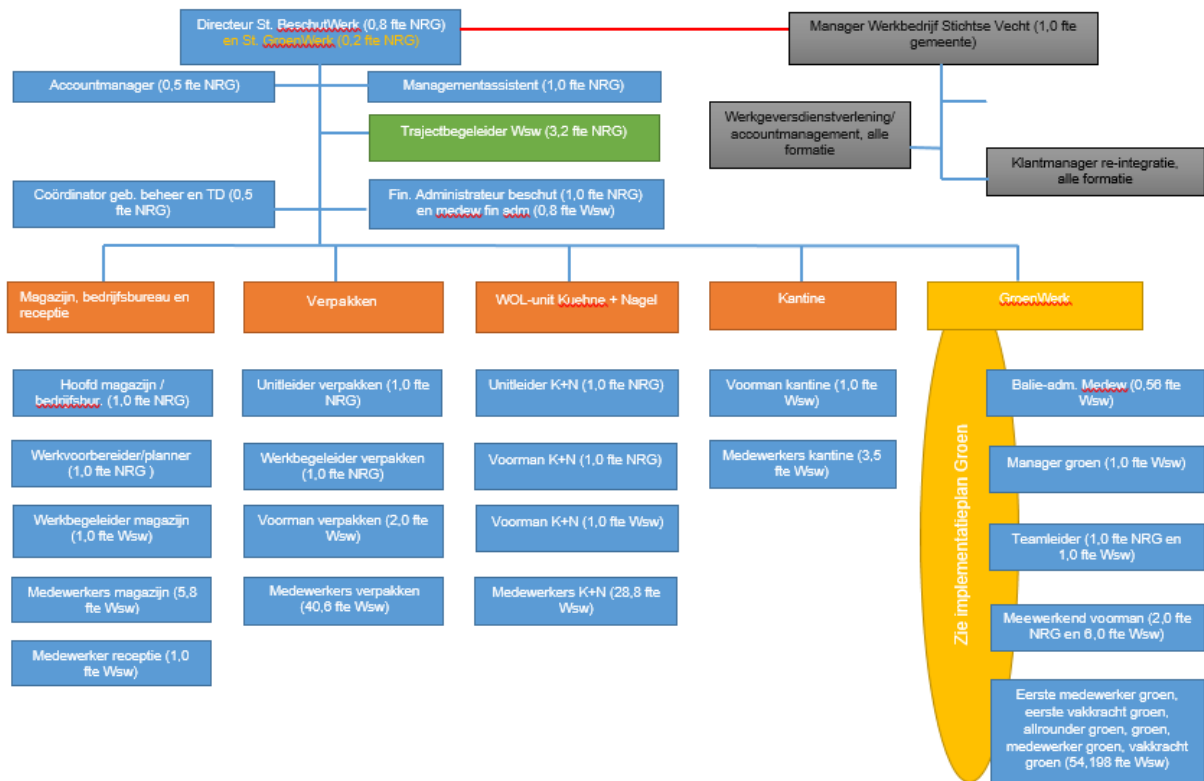 Directeur St. BeschutWerk (0,8 fte NRG)
en St. GroenWerk (0,2 fte NRG)
Manager Werkbedrijf Stichtse Vecht (1,0 fte
gemeente)
Accountmanager (0,5 fte NRG)
Managementassistent (1,0 fte NRG)
Trajectbegeleider Wsw (3,2 fte NRG)
Werkgeversdienstverlening/
accountmanagement, alle
formatie
Klantmanager re-integratie,
alle formatie
Coördinator geb. beheer en TD (0,5
fte NRG)
Fin. Administrateur beschut (1,0 fte NRG)
en medew fin adm (0,8 fte Wsw)
Magazijn, bedrijfsbureau en
receptie
Verpakken
WOL-unit Kuehne + Nagel
Kantine
GroenWerk
Hoofd magazijn /
bedrijfsbur. (1,0 fte NRG)
Werkvoorbereider/planner
(1,0 fte NRG )
Werkbegeleider magazijn
(1,0 fte Wsw)
Medewerkers magazijn (5,8
fte Wsw)
Medewerker receptie (1,0
fte Wsw)
Unitleider verpakken (1,0 fte
NRG)
Werkbegeleider verpakken
(1,0 fte NRG)
Voorman verpakken (2,0 fte
Wsw)
Medewerkers verpakken
(40,6 fte Wsw)
Unitleider K+N (1,0 fte NRG)
Voorman K+N (1,0 fte NRG)
Voorman K+N (1,0 fte Wsw)
Medewerkers K+N (28,8 fte
Wsw)
Voorman kantine (1,0 fte
Wsw)
Medewerkers kantine (3,5
fte Wsw)
Zie implementatieplan Groen
Balie-adm. Medew (0,56 fte
Wsw)
Manager groen (1,0 fte Wsw)
Teamleider (1,0 fte NRG en
1,0 fte Wsw)
Meewerkend voorman (2,0 fte
NRG en 6,0 fte Wsw)
Eerste medewerker groen,
eerste vakkracht groen,
allrounder groen, groen,
medewerker groen, vakkracht
groen (54,198 fte Wsw)